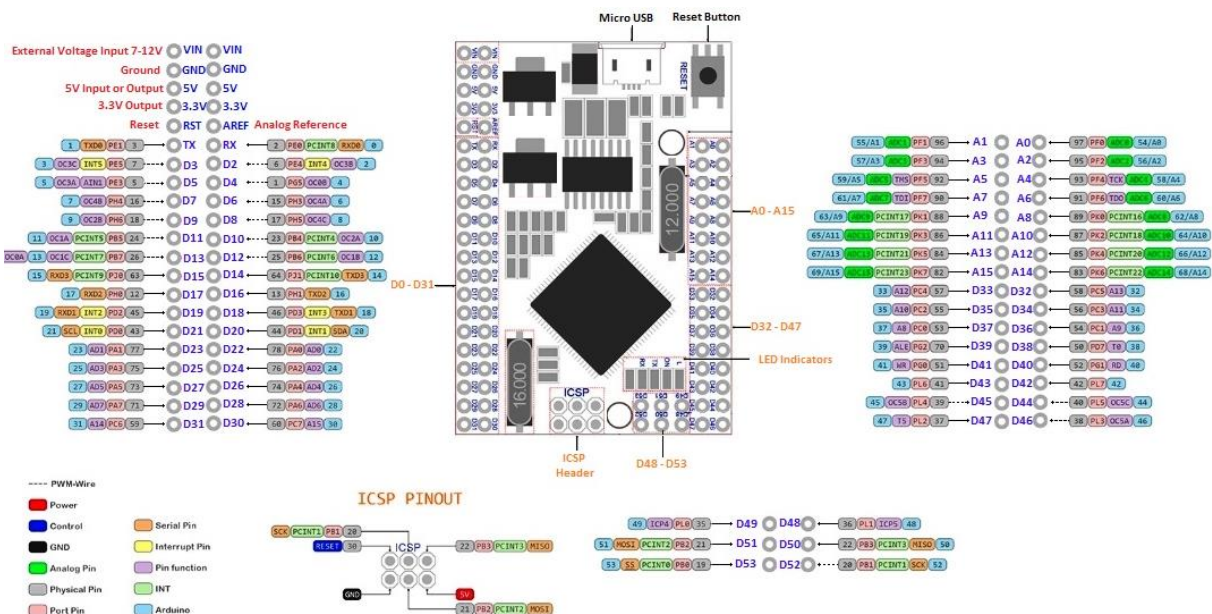 Micro USB
Reset Button
External Voltage Input 7-12V VIN VIN
Ground GND GND
5V Input or Output 5V 5V
3.3V Output 3.3V 3.3V
Reset RST AREF Analog Reference
1 TXD0 PE1 3 TX RX 2 PE0 PCINT8 RXD0 0
3 OC3C INT5 PE5 7 D3 D2 6 PE4 INT4 OC3B 2
5 OC3A AIN1 PE3 5 D5 D4 1 PG5 OC0B 4
7 OC4B PH4 16 D7 D6 15 PH3 OC4A 6
9 OC2B PH6 18 D9 D8 17 PH5 OC4C 8
11 OC1A PCINT5 PB5 24 D11 D10 23 PB4 PCINT4 OC2A 10
OC0A 13 OC1C PCINT7 PB7 26 D13 D12 25 PB6 PCINT6 OC1B 12
15 RXD3 PCINT9 PJ0 63 D15 D14 64 PJ1 PCINT10 TXD3 14
17 RXD2 PH0 12 D17 D16 13 PH1 TXD2 16
19 RXD1 INT2 PD2 45 D19 D18 46 PD3 INT3 TXD1 18
21 SCL INT0 PD0 43 D21 D20 44 PD1 INT1 SDA 20
23 AD1 PA1 77 D23 D22 78 PA0 AD0 22
25 AD3 PA3 75 D25 D24 76 PA2 AD2 24
27 AD5 PA5 73 D27 D26 74 PA4 AD4 26
29 AD7 PA7 71 D29 D28 72 PA6 AD6 28
31 A14 PC6 59 D31 D30 60 PC7 A15 30
RESET
12.000
16.000
RX TX ON L
ICSP
D0 - D31
A0 - A15
D32 - D47
LED Indicators
ICSP
Header
D48 - D53
55/A1 ADC1 PF1 96 A1 A0 97 PF0 ADC0 54/A0
57/A3 ADC3 PF3 94 A3 A2 95 PF2 ADC2 56/A2
59/A5 ADC5 TMS PF5 92 A5 A4 93 PF4 TCK ADC4 58/A4
61/A7 ADC7 TDI PF7 90 A7 A6 91 PF6 TDO ADC6 60/A6
63/A9 ADC9 PCINT17 PK1 88 A9 A8 89 PK0 PCINT16 ADC8 62/A8
65/A11 ADC11 PCINT19 PK3 86 A11 A10 87 PK2 PCINT18 ADC10 64/A10
67/A13 ADC13 PCINT21 PK5 84 A13 A12 85 PK4 PCINT20 ADC12 66/A12
69/A15 ADC15 PCINT23 PK7 82 A15 A14 83 PK6 PCINT22 ADC14 68/A14
33 A12 PC4 57 D33 D32 58 PC5 A13 32
35 A10 PC2 55 D35 D34 56 PC3 A11 34
37 A8 PC0 53 D37 D36 54 PC1 A9 36
39 ALE PG2 70 D39 D38 50 PD7 T0 38
41 WR PG0 51 D41 D40 52 PG1 RD 40
43 PL6 41 D43 D42 42 PL7 42
45 OC5B PL4 39 D45 D44 40 PL5 OC5C 44
47 T5 PL2 37 D47 D46 38 PL3 OC5A 46
---- PWM-Wire
Power
Control
GND
Analog Pin
Physical Pin
Port Pin
Serial Pin
Interrupt Pin
Pin function
INT
Arduino
ICSP PINOUT
SCK PCINT1 PB1 20
RESET 30 ICSP 22 PB3 PCINT3 MISO
GND 5V
21 PB2 PCINT2 MOSI
49 ICP4 PL0 35 D49 D48 36 PL1 ICP5 48
51 MOSI PCINT2 PB2 21 D51 D50 22 PB3 PCINT3 MISO 50
53 SS PCINT0 PB0 19 D53 D52 20 PB1 PCINT1 SCK 52